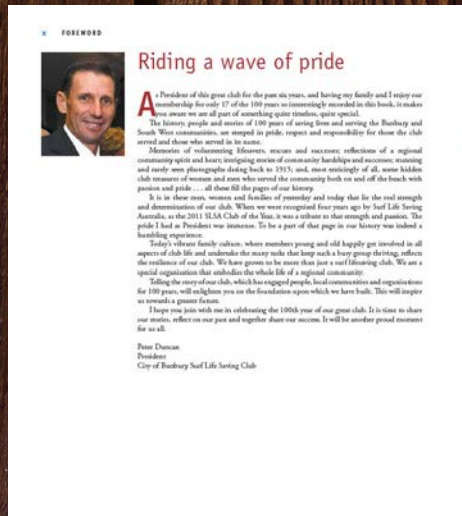 x FOREWORD
Riding a wave of pride
As President of this great club for the past six years, and having my family and I enjoy our
membership for only 17 of the 100 years so interestingly recorded in this book, it makes
you aware we are all part of something quite timeless, quite special.
The history, people and stories of 100 years of saving lives and serving the Bunbury and
South West communities, are steeped in pride, respect and responsibility for those the club
served and those who served in its name.
Memories of volunteering lifesavers, rescues and successes; reflections of a regional
community spirit and heart; intriguing stories of community hardships and successes; stunning
and rarely seen photographs dating back to 1915; and, most enticingly of all, some hidden
club treasures of women and men who served the community both on and off the beach with
passion and pride . . . all these fill the pages of our history.
It is in these men, women and families of yesterday and today that lie the real strength
and determination of our club. When we were recognised four years ago by Surf Life Saving
Australia, as the 2011 SLSA Club of the Year, it was a tribute to that strength and passion. The
pride I had as President was immense. To be a part of that page in our history was indeed a
humbling experience.
Today's vibrant family culture, where members young and old happily get involved in all
aspects of club life and undertake the many tasks that keep such a busy group thriving, reflects
the resilience of our club. We have grown to be more than just a surf lifesaving club. We are a
special organisation that embodies the whole life of a regional community.
Telling the story of our club, which has engaged people, local communities and organisations
for 100 years, will enlighten you on the foundation upon which we have built. This will inspire
us towards a greater future.
I hope you join with me in celebrating the 100th year of our great club. It is time to share
our stories, reflect on our past and together share our success. It will be another proud moment
for us all.
Peter Duncan
President
City of Bunbury Surf Life Saving Club